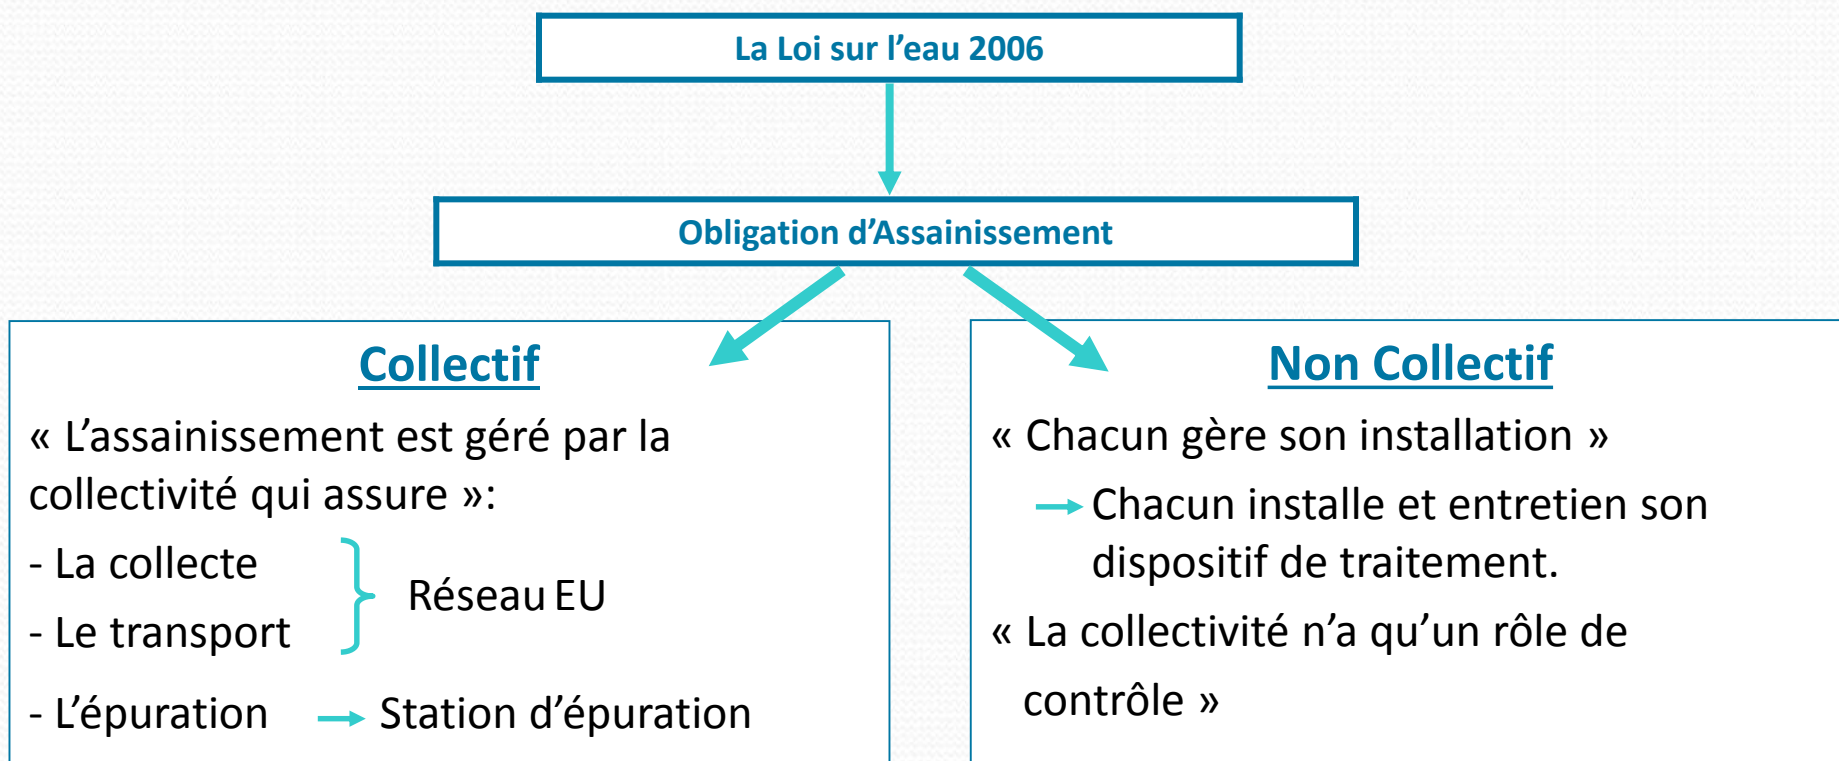 La Loi sur l’eau 2006
Obligation d’Assainissement
Collectif
« L’assainissement est géré par la
collectivité qui assure »:
- La collecte
- Le transport
Réseau EU
- L’épuration
Station d’épuration
Non Collectif
« Chacun gère son installation »
Chacun installe et entretien son
dispositif de traitement.
« La collectivité n’a qu’un rôle de
contrôle »